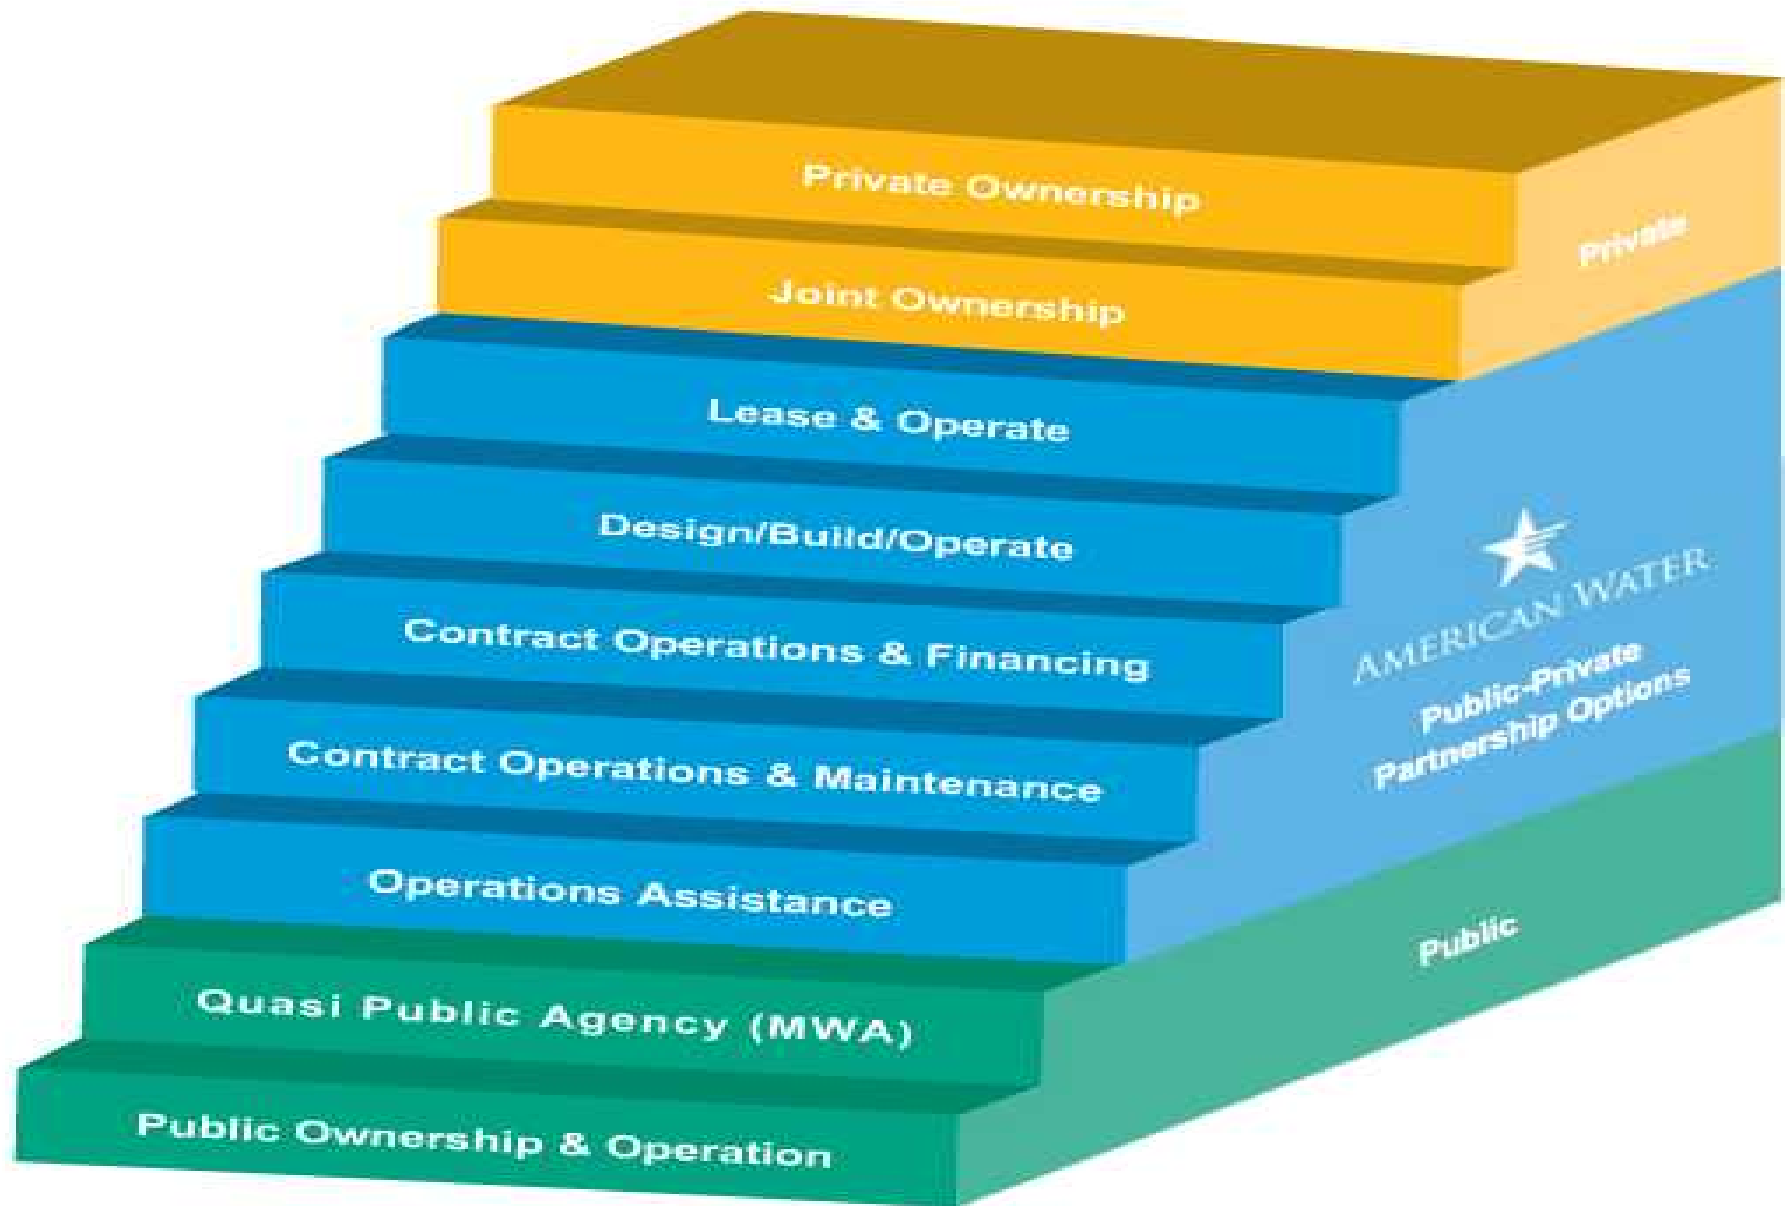 Private Ownership
Joint Ownership
Lease & Operate
Design/Build/Operate
Contract Operations & Financing
Contract Operations & Maintenance
Operations Assistance
Quasi Public Agency (MWA)
Public Ownership & Operation
Private
AMERICAN WATER
Public-Private
Partnership Options
Public